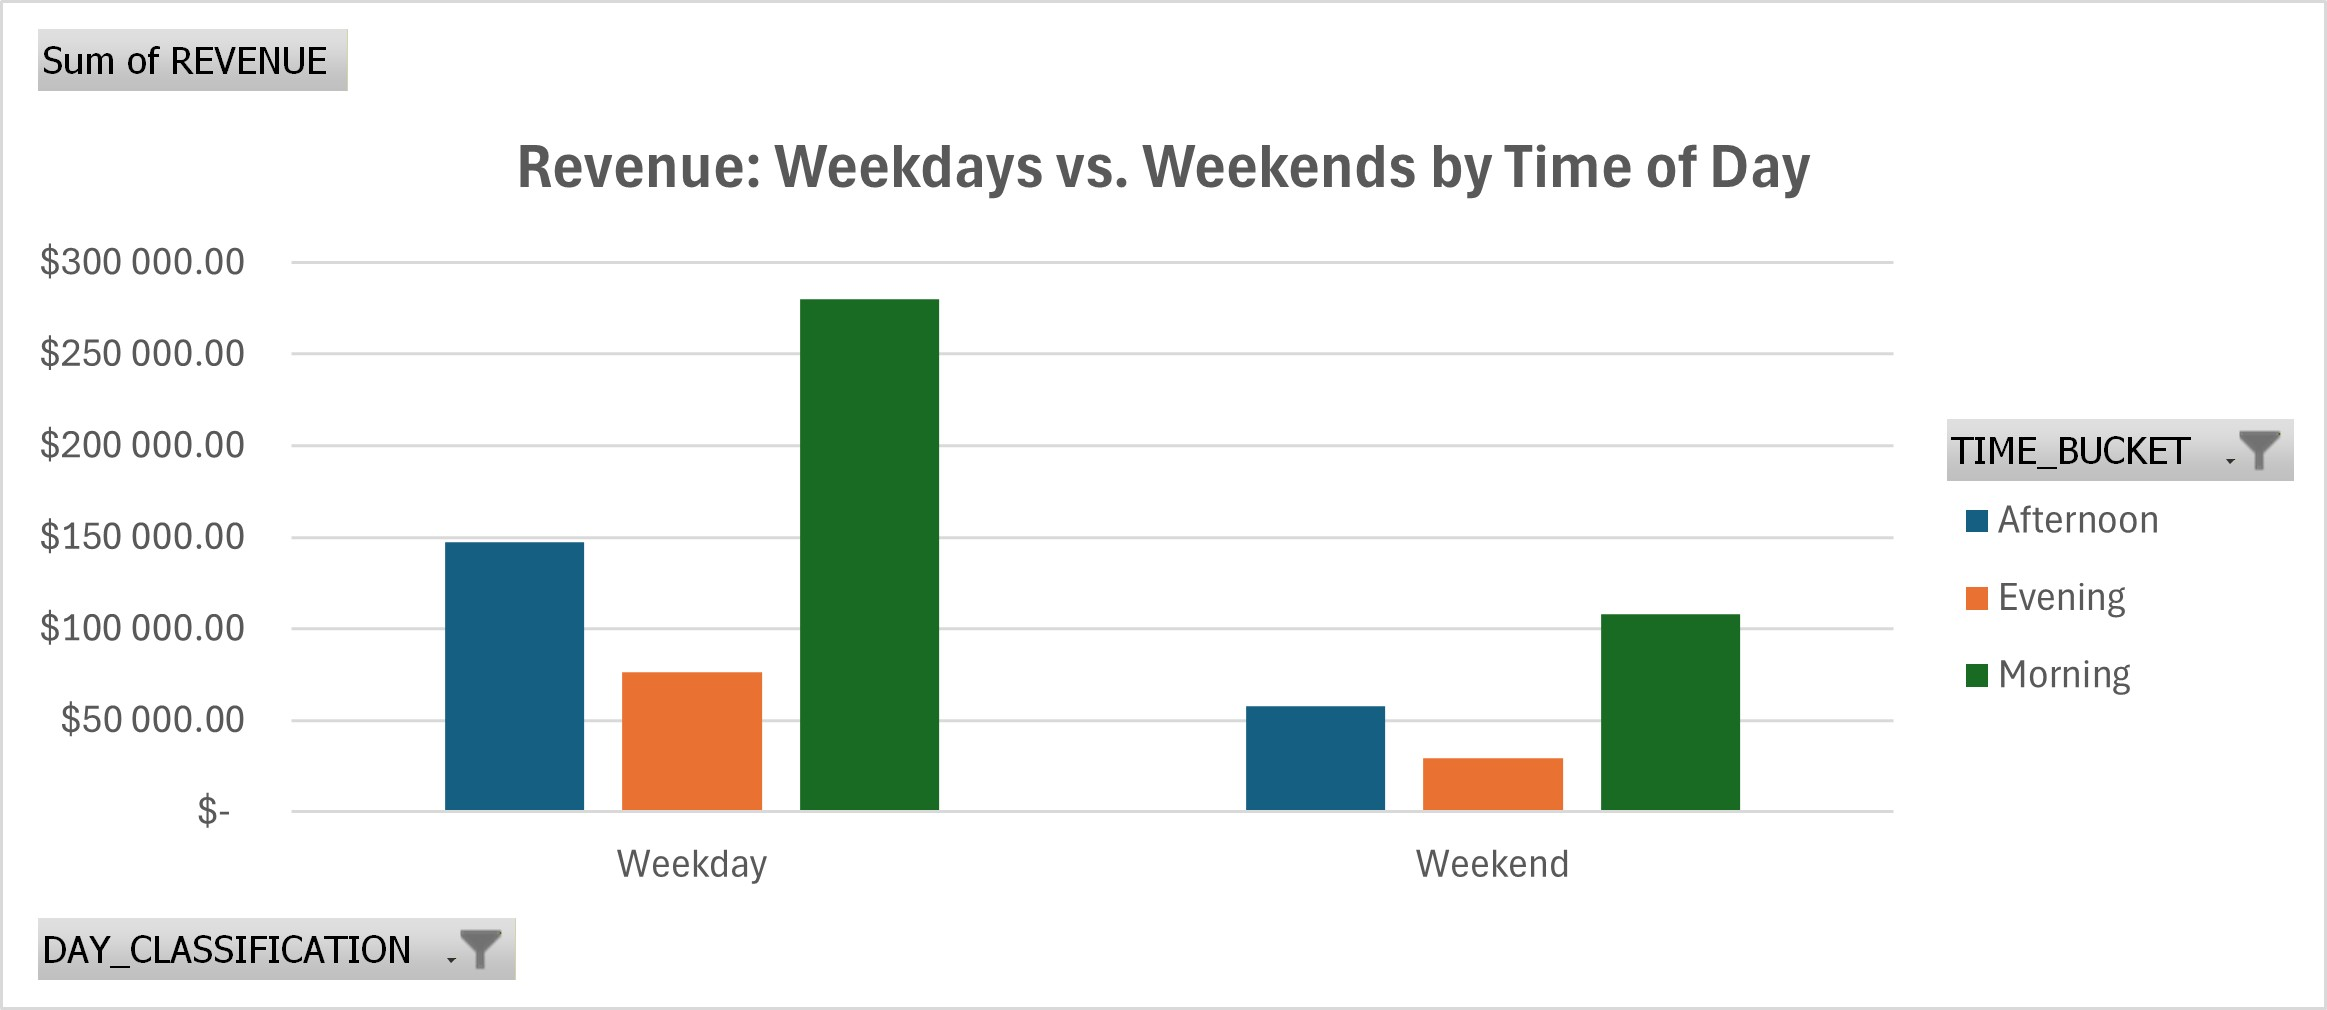 Sum of REVENUE
Revenue: Weekdays vs. Weekends by Time of Day
$300 000.00
$250 000.00
$200 000.00
$150 000.00
$100 000.00
$50 000.00
$-
Weekday
Weekend
TIME_BUCKET
Afternoon
Evening
Morning
DAY_CLASSIFICATION